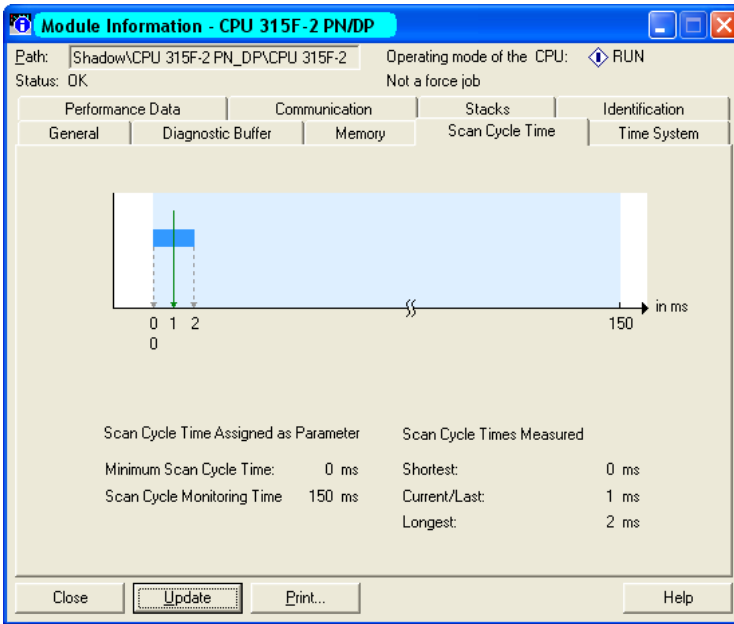 Module Information - CPU 315F-2 PN/DP
Path: Shadow\CPU 315F-2 PN_DP\CPU 315F-2 Operating mode of the CPU: RUN
Status: OK Not a force job
Performance Data Communication Stacks Identification
General Diagnostic Buffer Memory Scan Cycle Time Time System
in ms
0 1 2 150
0
Scan Cycle Time Assigned as Parameter Scan Cycle Times Measured
Minimum Scan Cycle Time: 0 ms Shortest: 0 ms
Scan Cycle Monitoring Time 150 ms Current/Last: 1 ms
Longest: 2 ms
Close Update Print... Help